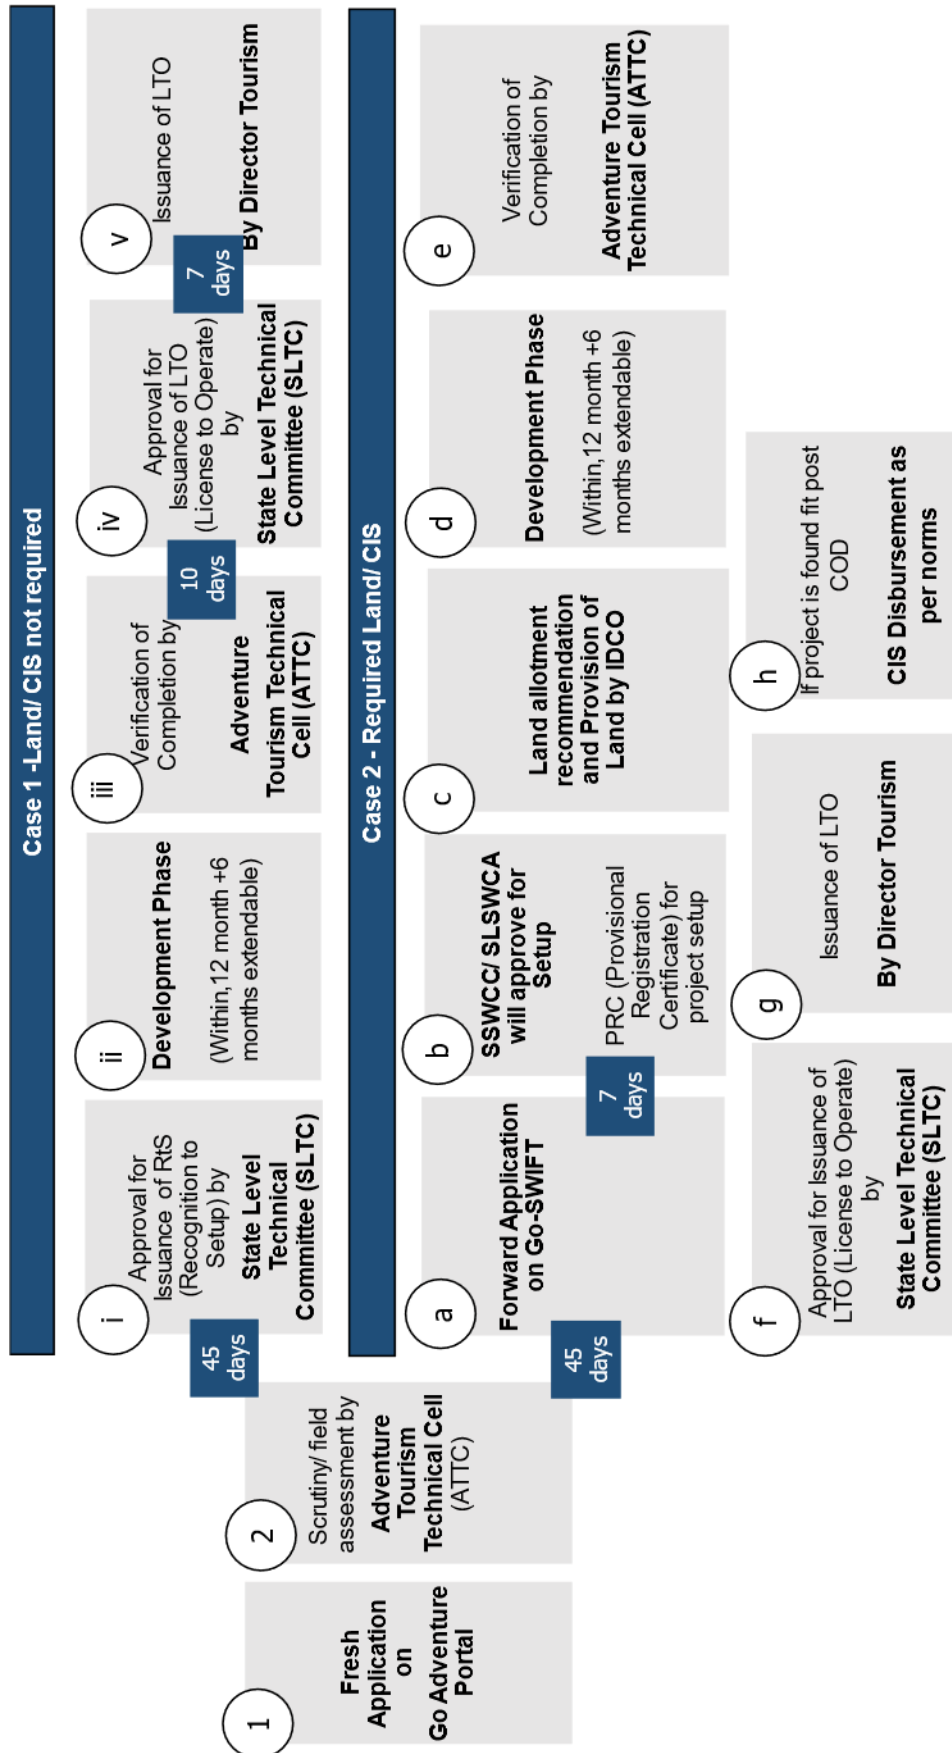 1
Fresh
Application
on
Go Adventure
Portal
2
Scrutiny/ field
assessment by
Adventure
Tourism
Technical Cell
(ATTC)
Case 1 -Land/ CIS not required
45
days
i
Approval for
Issuance of RtS
(Recognition to
Setup) by
State Level
Technical
Committee (SLTC)
ii
Development Phase
(Within,12 month +6
months extendable)
iii
Verification of
Completion by
Adventure
Tourism Technical
Cell (ATTC)
10
days
iv
Approval for
Issuance of LTO
(License to Operate)
by
State Level Technical
Committee (SLTC)
7
days
v
Issuance of LTO
By Director Tourism
Case 2 - Required Land/ CIS
45
days
a
Forward Application
on Go-SWIFT
7
days
b
SSWCC/ SLSWCA
will approve for
Setup
PRC (Provisional
Registration
Certificate) for
project setup
c
Land allotment
recommendation
and Provision of
Land by IDCO
d
Development Phase
(Within,12 month +6
months extendable)
e
Verification of
Completion by
Adventure Tourism
Technical Cell (ATTC)
f
Approval for Issuance of
LTO (License to Operate)
by
State Level Technical
Committee (SLTC)
g
Issuance of LTO
By Director Tourism
h
If project is found fit post
COD
CIS Disbursement as
per norms